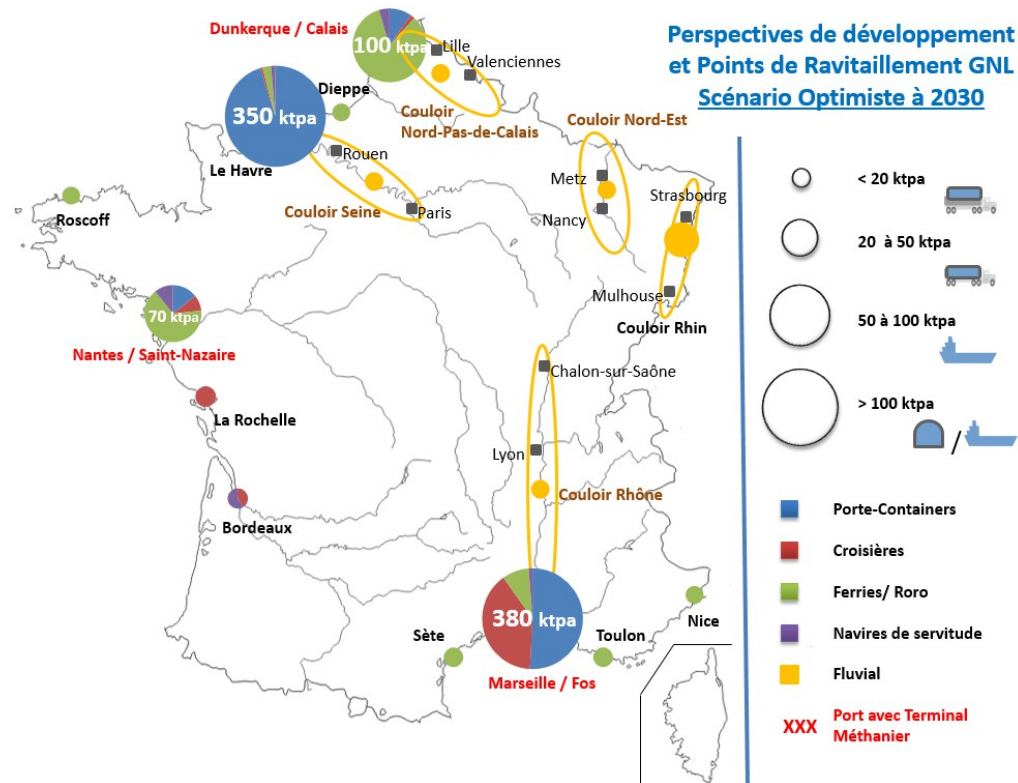 Perspectives de développement
et Points de Ravitaillement GNL
Scénario Optimiste à 2030
Dunkerque / Calais
100 ktpa
Lille
Valenciennes
Dieppe
350 ktpa
Couloir
Nord-Pas-de-Calais
Couloir Nord-Est
Le Havre
Rouen
Metz
Strasbourg
Roscoff
Couloir Seine
Paris
Nancy
Mulhouse
Couloir Rhin
70 ktpa
Nantes / Saint-Nazaire
Chalon-sur-Saône
La Rochelle
Lyon
Couloir Rhône
Bordeaux
380 ktpa
Nice
Sète
Toulon
Marseille / Fos
< 20 ktpa
20 à 50 ktpa
50 à 100 ktpa
> 100 ktpa
/
Porte-Containers
Croisières
Ferries/ Roro
Navires de servitude
Fluvial
XXX Port avec Terminal
Méthanier